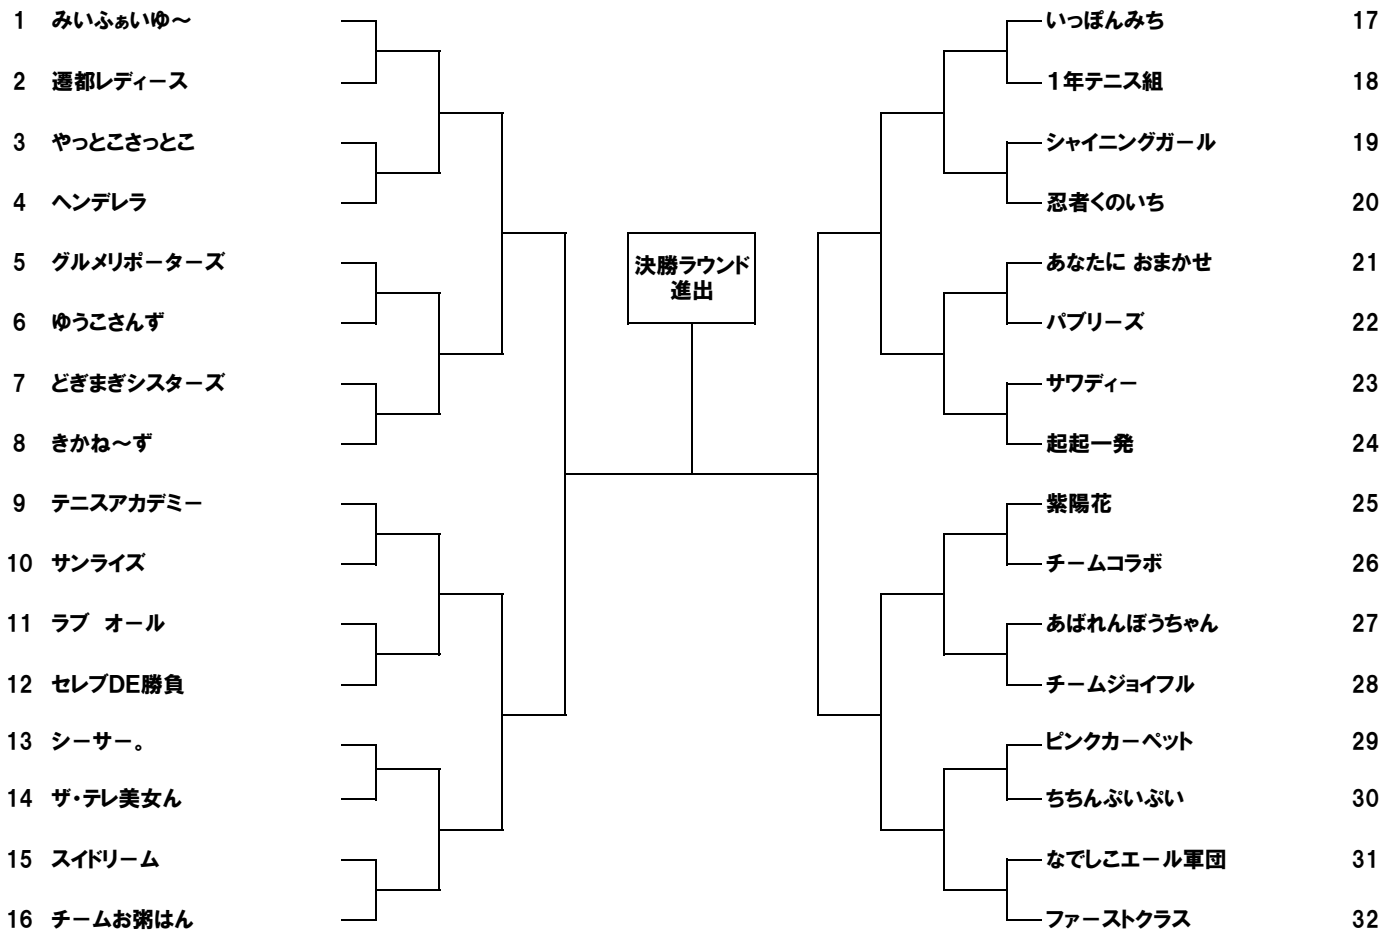 1 みいふぁいゆ～
2 遷都レディース
3 やっとこさっとこ
4 ヘンデレラ
5 グルメリポーターズ
6 ゆうこさんず
7 どぎまぎシスターズ
8 きかね～ず
9 テニスアカデミー
10 サンライズ
11 ラブ オール
12 セレブDE勝負
13 シーサー。
14 ザ・テレ美女ん
15 スイドリーム
16 チームお粥はん
決勝ラウンド
進出
いっぽんみち 17
１年テニス組 18
シャイニングガール 19
忍者くのいち 20
あなたに おまかせ 21
パブリーズ 22
サワディー 23
起起一発 24
紫陽花 25
チームコラボ 26
あばれんぼうちゃん 27
チームジョイフル 28
ピンクカーペット 29
ちちんぷいぷい 30
なでしこエール軍団 31
ファーストクラス 32